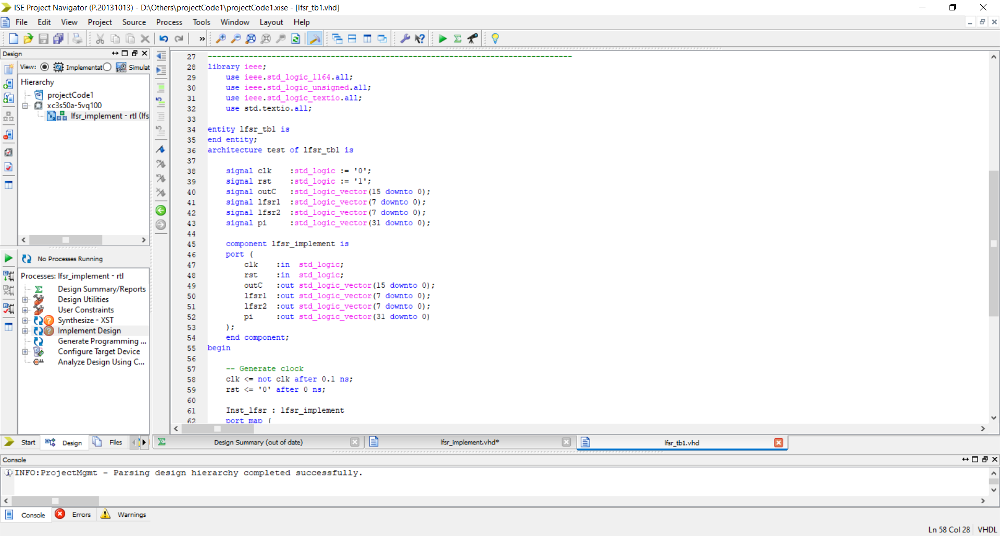 ISE Project Navigator (P.20131013) - D:\Others\projectCode1\projectCode1.xise - [lfsr_tb1.vhd]
File Edit View Project Source Process Tools Window Layout Help
»
Design
View: Implementat Simulat
Hierarchy
projectCode1
xc3s50a-5vq100
lfsr_implement - rtl (lfs
No Processes Running
Processes: lfsr_implement - rtl
Design Summary/Reports
Design Utilities
User Constraints
Synthesize - XST
Implement Design
Generate Programming ...
Configure Target Device
Analyze Design Using C...
Start Design Files
27 --------------------------------------------------------------------------------
28 library ieee;
29     use ieee.std_logic_1164.all;
30     use ieee.std_logic_unsigned.all;
31     use ieee.std_logic_textio.all;
32     use std.textio.all;
33
34 entity lfsr_tb1 is
35 end entity;
36 architecture test of lfsr_tb1 is
37
38     signal clk    :std_logic := '0';
39     signal rst    :std_logic := '1';
40     signal outC   :std_logic_vector(15 downto 0);
41     signal lfsr1  :std_logic_vector(7 downto 0);
42     signal lfsr2  :std_logic_vector(7 downto 0);
43     signal pi     :std_logic_vector(31 downto 0);
44
45     component lfsr_implement is
46     port (
47         clk    :in  std_logic;
48         rst    :in  std_logic;
49         outC   :out std_logic_vector(15 downto 0);
50         lfsr1  :out std_logic_vector(7 downto 0);
51         lfsr2  :out std_logic_vector(7 downto 0);
52         pi     :out std_logic_vector(31 downto 0)
53     );
54     end component;
55 begin
56
57     -- Generate clock
58     clk <= not clk after 0.1 ns;
59     rst <= '0' after 0 ns;
60
61     Inst_lfsr : lfsr_implement
62     port map (
Design Summary (out of date) lfsr_implement.vhd* lfsr_tb1.vhd
Console
INFO:ProjectMgmt - Parsing design hierarchy completed successfully.
Console Errors Warnings
Ln 58 Col 28 VHDL